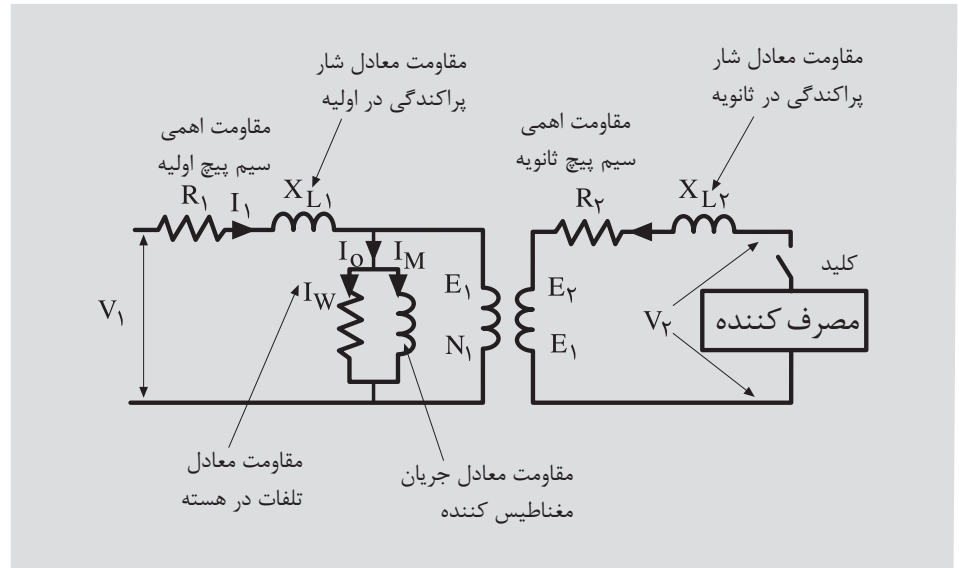 مقاومت معادل شار
پراکندگی در اولیه
مقاومت معادل شار
پراکندگی در ثانویه
مقاومت اهمی
سیم پیچ اولیه
مقاومت اهمی
سیم پیچ ثانویه
R۱
I۱
XL۱
R۲
XL۲
Io
IM
IW
E۱
E۲
کلید
V۱
N۱
E۱
V۲
مصرف کننده
مقاومت معادل
تلفات در هسته
مقاومت معادل جریان
مغناطیس کننده